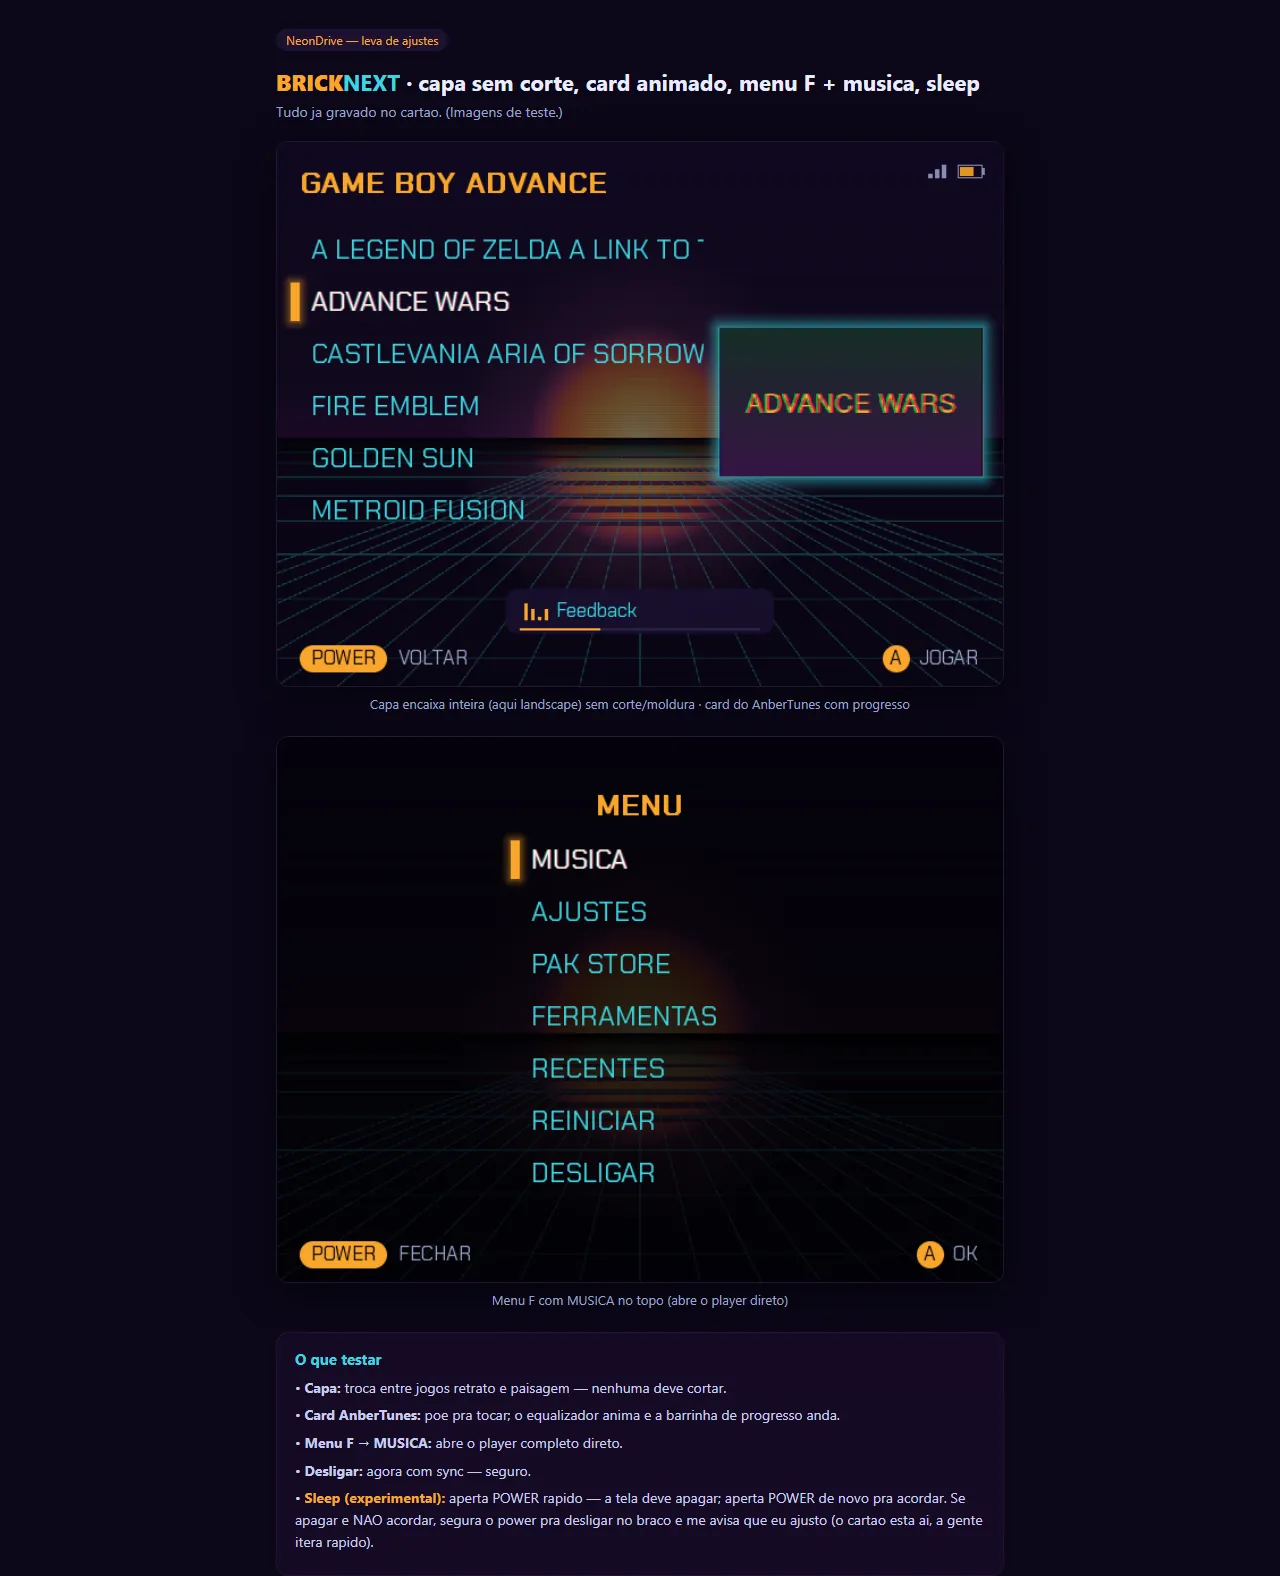 NeonDrive — leva de ajustes
BRICKNEXT · capa sem corte, card animado, menu F + musica, sleep
Tudo ja gravado no cartao. (Imagens de teste.)
GAME BOY ADVANCE
A LEGEND OF ZELDA A LINK TO
ADVANCE WARS
CASTLEVANIA ARIA OF SORROW
ADVANCE WARS
FIRE EMBLEM
GOLDEN SUN
METROID FUSION
Feedback
POWER VOLTAR
A JOGAR
Capa encaixa inteira (aqui landscape) sem corte/moldura · card do AnberTunes com progresso
MENU
MUSICA
AJUSTES
PAK STORE
FERRAMENTAS
RECENTES
REINICIAR
DESLIGAR
POWER FECHAR
A OK
Menu F com MUSICA no topo (abre o player direto)
O que testar
• Capa: troca entre jogos retrato e paisagem — nenhuma deve cortar.
• Card AnberTunes: poe pra tocar; o equalizador anima e a barrinha de progresso anda.
• Menu F → MUSICA: abre o player completo direto.
• Desligar: agora com sync — seguro.
• Sleep (experimental): aperta POWER rapido — a tela deve apagar; aperta POWER de novo pra acordar. Se
apagar e NAO acordar, segura o power pra desligar no braco e me avisa que eu ajusto (o cartao esta ai, a gente
itera rapido).